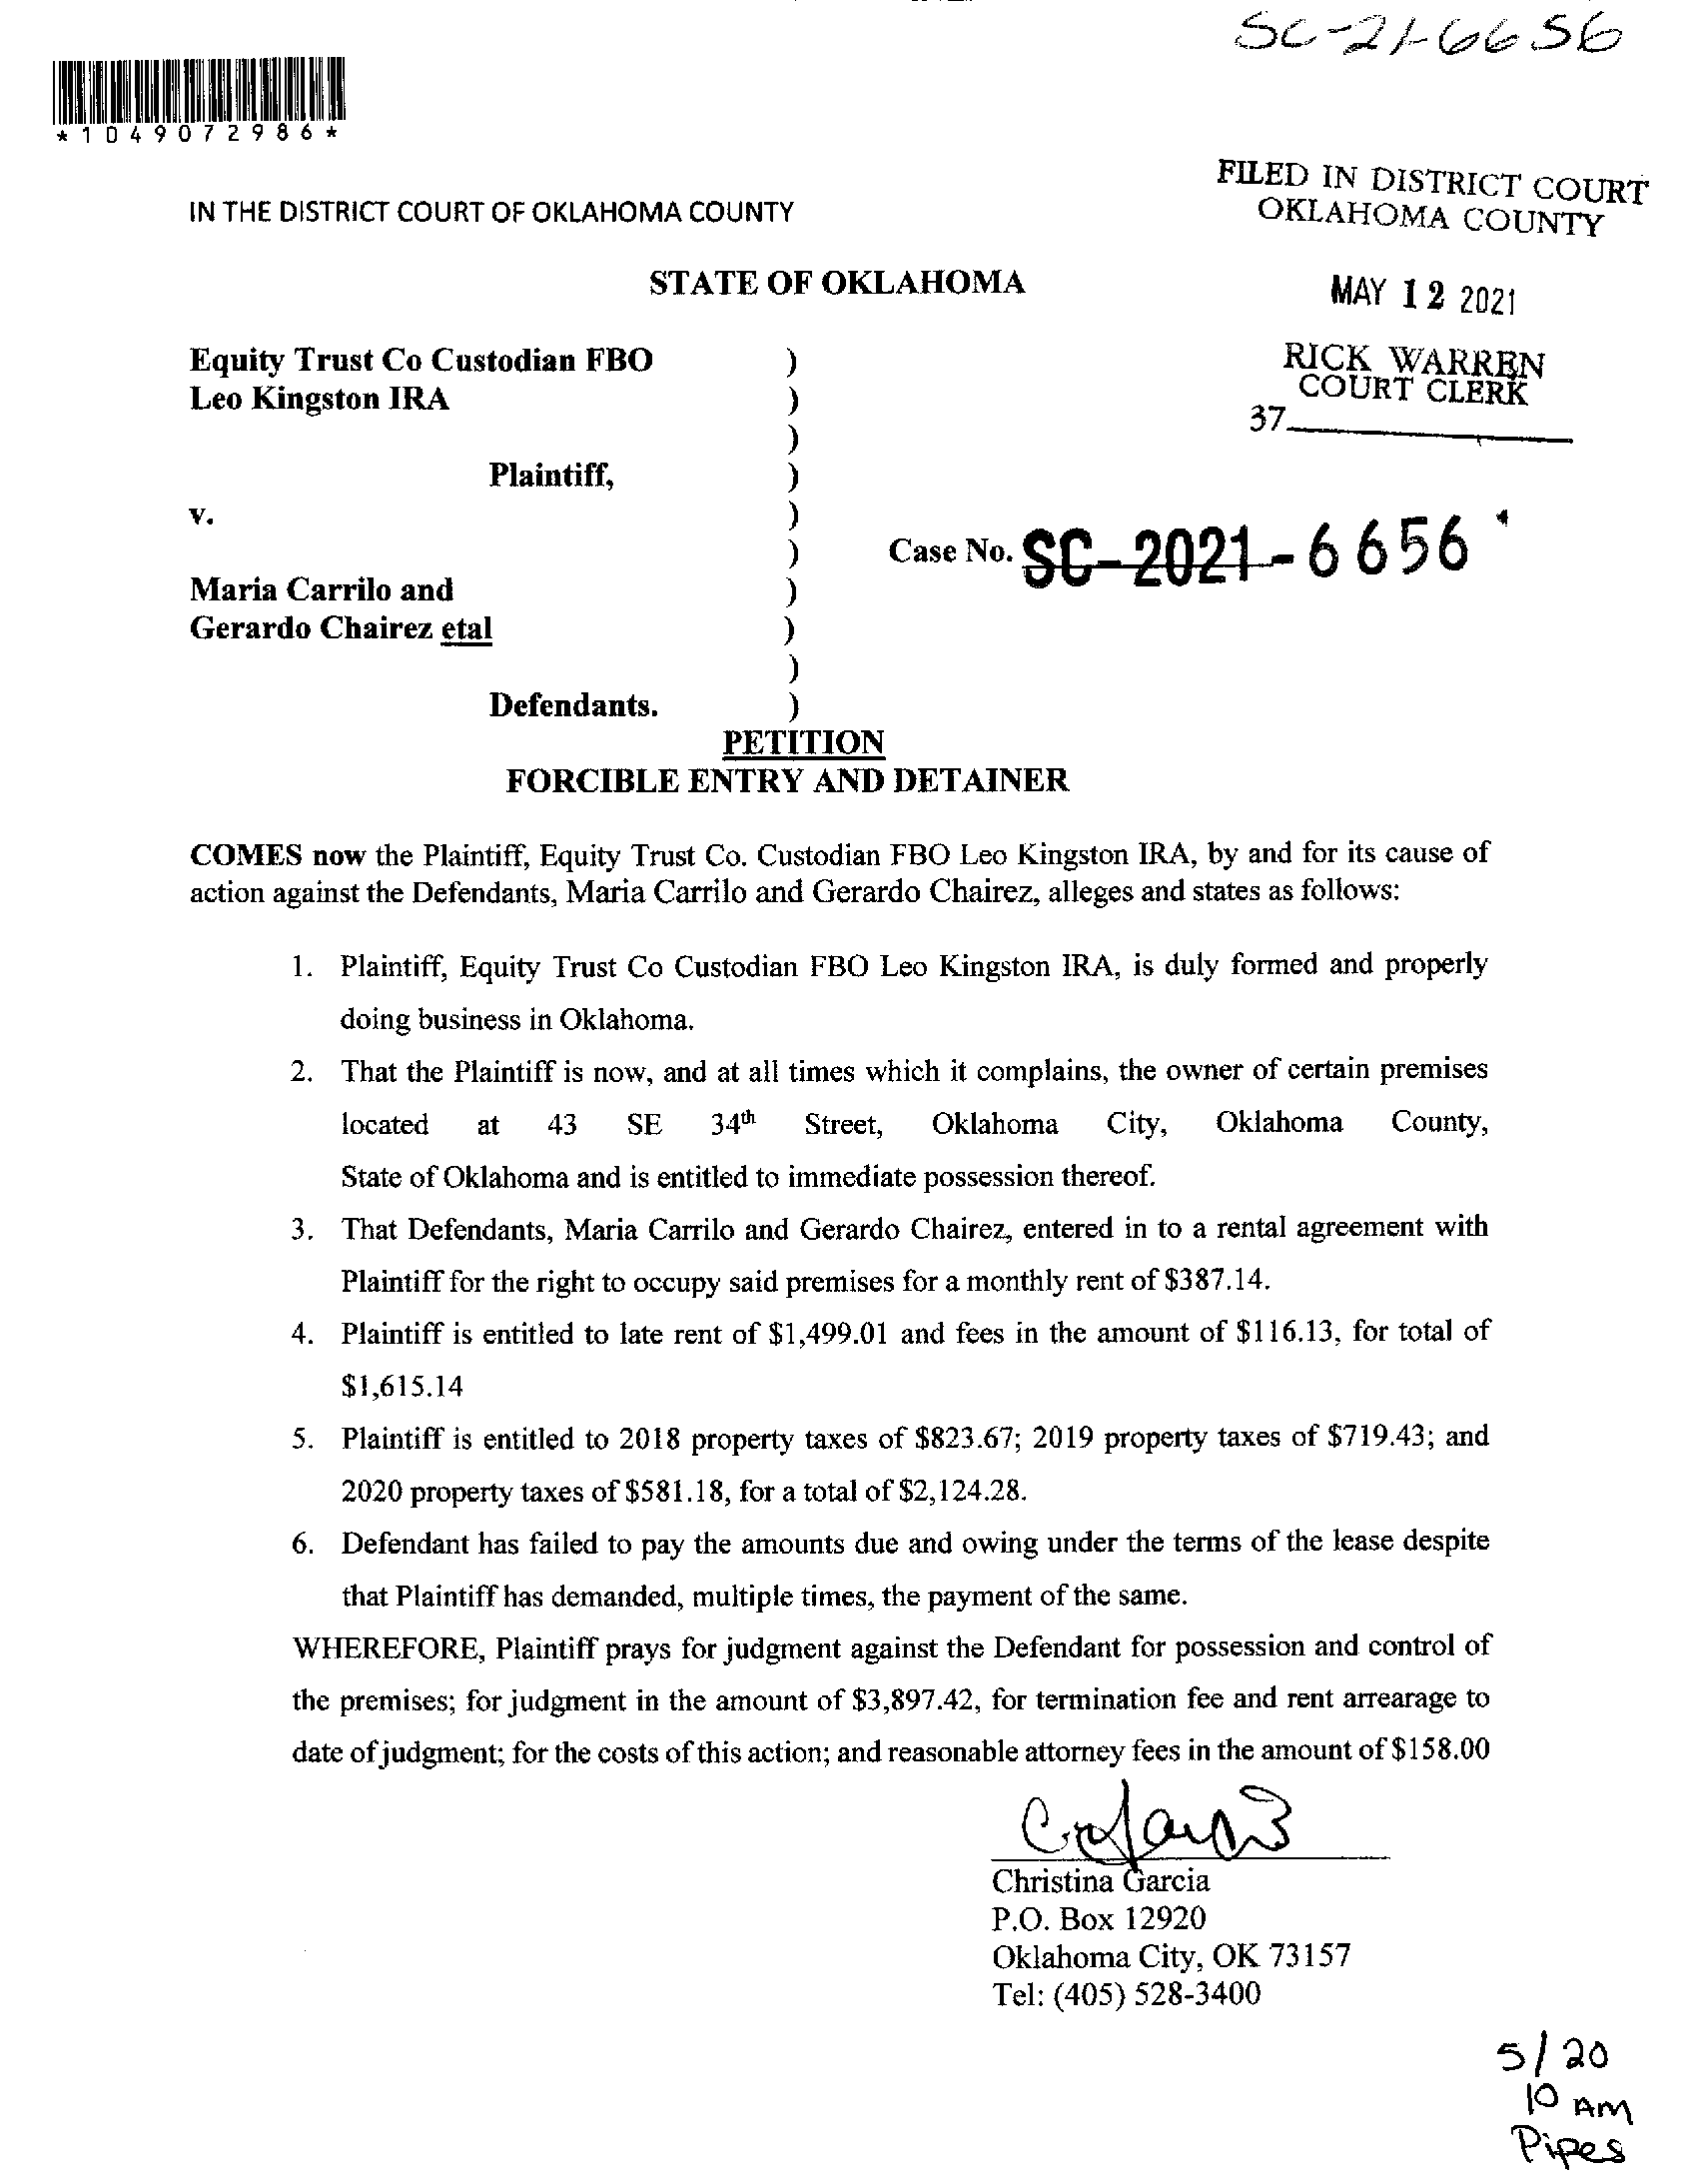 SC-21-6656
*1049072986*
FILED IN DISTRICT COURT
OKLAHOMA COUNTY
IN THE DISTRICT COURT OF OKLAHOMA COUNTY
STATE OF OKLAHOMA
MAY 12 2021
RICK WARREN
COURT CLERK
37
Equity Trust Co Custodian FBO )
Leo Kingston IRA )
)
Plaintiff, )
v. )
) Case No. SC-2021-6656
Maria Carrilo and )
Gerardo Chairez etal )
)
Defendants. )
PETITION
FORCIBLE ENTRY AND DETAINER
COMES now the Plaintiff, Equity Trust Co. Custodian FBO Leo Kingston IRA, by and for its cause of
action against the Defendants, Maria Carrilo and Gerardo Chairez, alleges and states as follows:
1. Plaintiff, Equity Trust Co Custodian FBO Leo Kingston IRA, is duly formed and properly
doing business in Oklahoma.
2. That the Plaintiff is now, and at all times which it complains, the owner of certain premises
located at 43 SE 34th Street, Oklahoma City, Oklahoma County,
State of Oklahoma and is entitled to immediate possession thereof.
3. That Defendants, Maria Carrilo and Gerardo Chairez, entered in to a rental agreement with
Plaintiff for the right to occupy said premises for a monthly rent of $387.14.
4. Plaintiff is entitled to late rent of $1,499.01 and fees in the amount of $116.13, for total of
$1,615.14
5. Plaintiff is entitled to 2018 property taxes of $823.67; 2019 property taxes of $719.43; and
2020 property taxes of $581.18, for a total of $2,124.28.
6. Defendant has failed to pay the amounts due and owing under the terms of the lease despite
that Plaintiff has demanded, multiple times, the payment of the same.
WHEREFORE, Plaintiff prays for judgment against the Defendant for possession and control of
the premises; for judgment in the amount of $3,897.42, for termination fee and rent arrearage to
date of judgment; for the costs of this action; and reasonable attorney fees in the amount of $158.00
Christina Garcia
P.O. Box 12920
Oklahoma City, OK 73157
Tel: (405) 528-3400
5/20
10 AM
Pipes